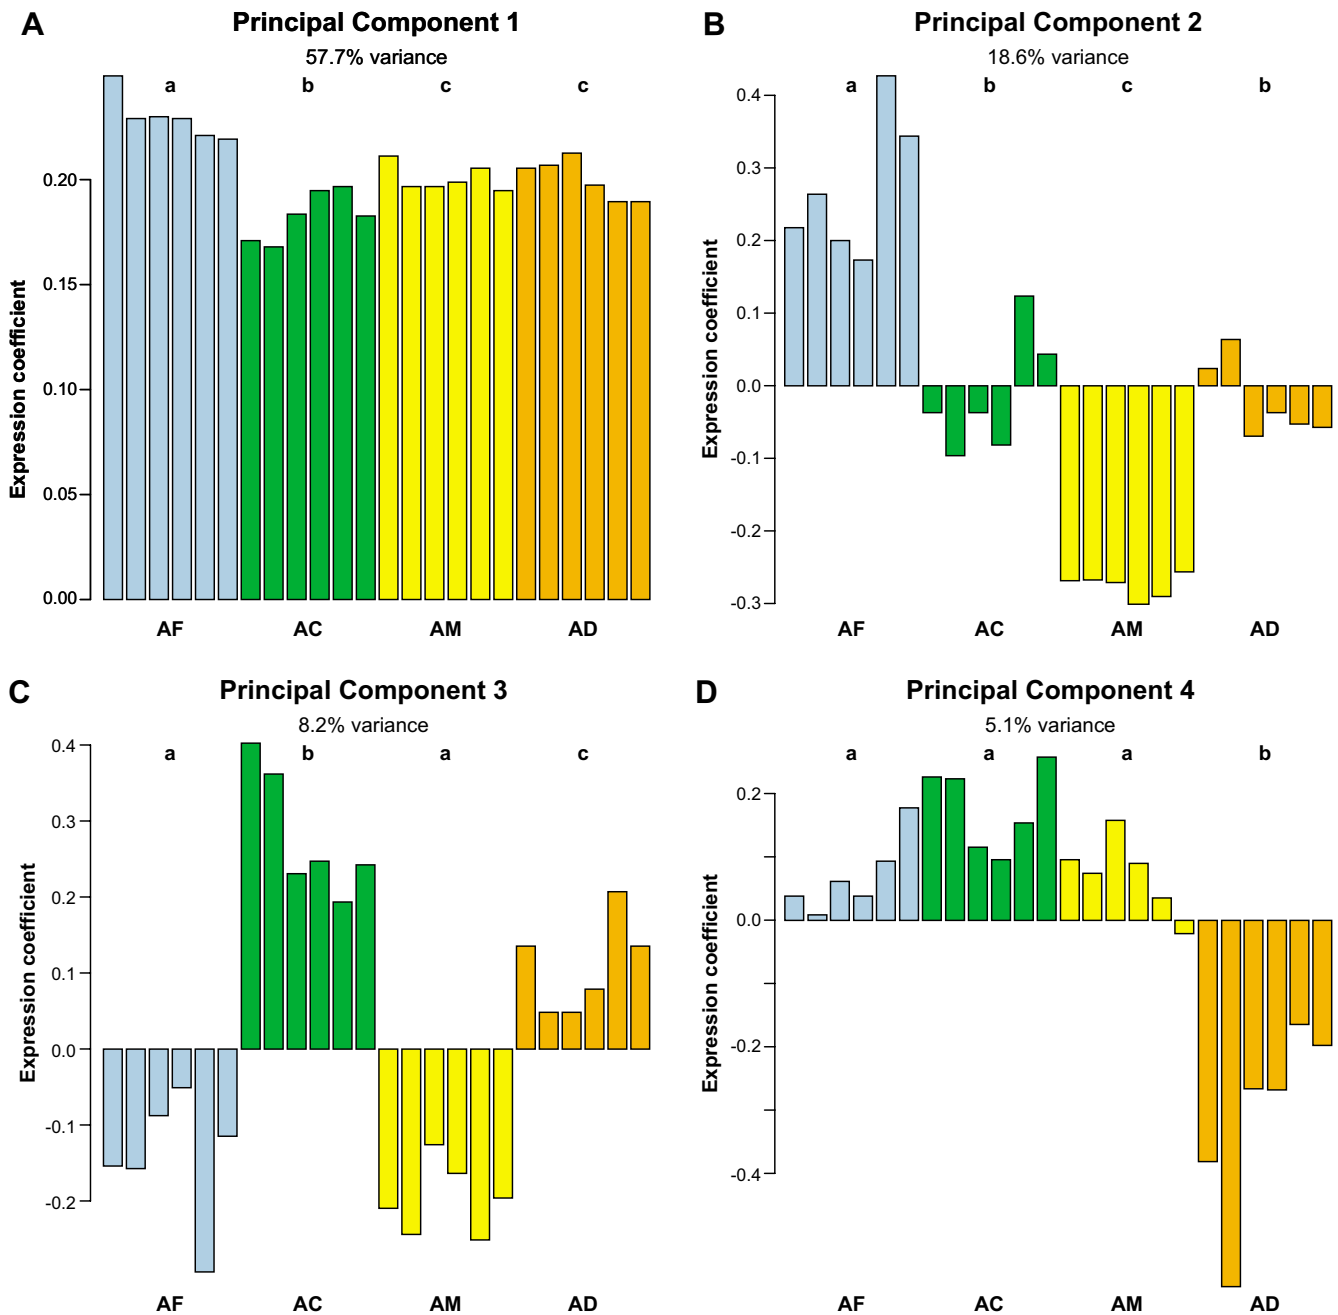 A
Principal Component 1
57.7% variance
a b c c
Expression coefficient
0.20
0.15
0.10
0.05
0.00
AF AC AM AD
B
Principal Component 2
18.6% variance
a b c b
Expression coefficient
0.4
0.3
0.2
0.1
0.0
-0.1
-0.2
-0.3
AF AC AM AD
C
Principal Component 3
8.2% variance
a b a c
Expression coefficient
0.4
0.3
0.2
0.1
0.0
-0.1
-0.2
AF AC AM AD
D
Principal Component 4
5.1% variance
a a a b
Expression coefficient
0.2
0.0
-0.2
-0.4
AF AC AM AD